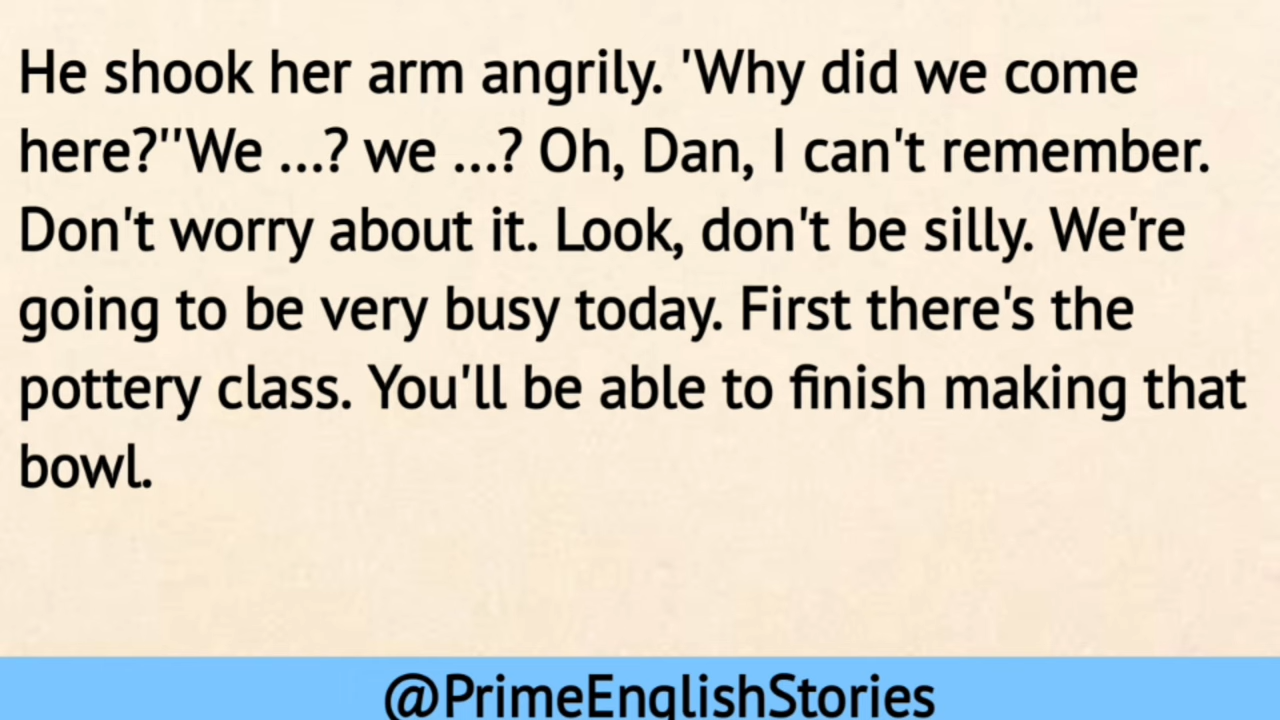 He shook her arm angrily. 'Why did we come
here?''We ...? we ...? Oh, Dan, I can't remember.
Don't worry about it. Look, don't be silly. We're
going to be very busy today. First there's the
pottery class. You'll be able to finish making that
bowl.
@PrimeEnglishStories